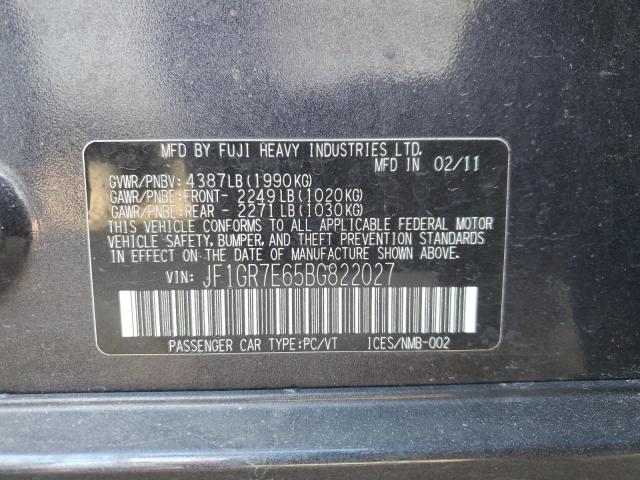 MFD BY FUJI HEAVY INDUSTRIES LTD.
MFD IN 02/11
GVWR/PNBV: 4387LB(1990KG)
GAWR/PNBE:FRONT- 2249LB(1020KG)
GAWR/PNBE:REAR - 2271LB(1030KG)
THIS VEHICLE CONFORMS TO ALL APPLICABLE FEDERAL MOTOR
VEHICLE SAFETY, BUMPER, AND THEFT PREVENTION STANDARDS
IN EFFECT ON THE DATE OF MANUFACTURE SHOWN ABOVE.
VIN: JF1GR7E65BG822027
PASSENGER CAR TYPE:PC/VT ICES/NMB-002